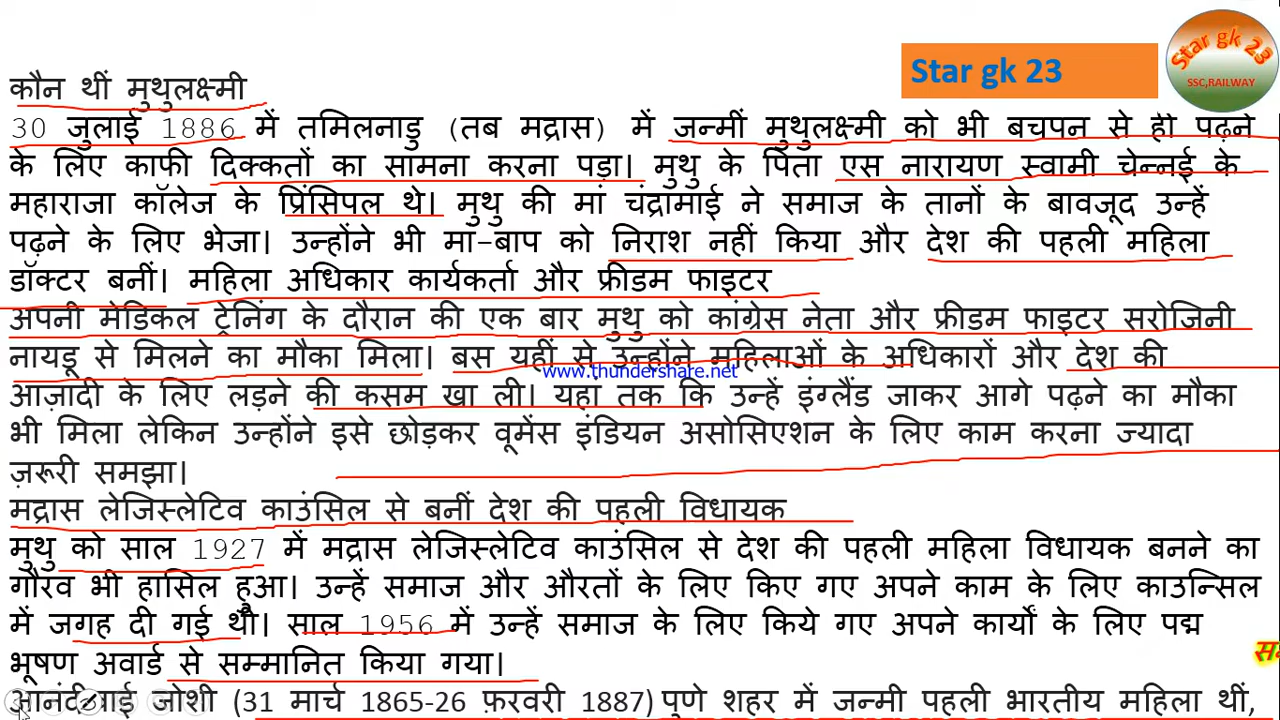 Star gk 23
Star gk 23
SSC,RAILWAY
कौन थीं मुथुलक्ष्मी
30 जुलाई 1886 में तमिलनाडु (तब मद्रास) में जन्मीं मुथुलक्ष्मी को भी बचपन से ही पढ़ने
के लिए काफी दिक्कतों का सामना करना पड़ा। मुथु के पिता एस नारायण स्वामी चेन्नई के
महाराजा कॉलेज के प्रिंसिपल थे। मुथु की मां चंद्रामाई ने समाज के तानों के बावजूद उन्हें
पढ़ने के लिए भेजा। उन्होंने भी मां-बाप को निराश नहीं किया और देश की पहली महिला
डॉक्टर बनीं। महिला अधिकार कार्यकर्ता और फ्रीडम फाइटर
अपनी मेडिकल ट्रेनिंग के दौरान की एक बार मुथु को कांग्रेस नेता और फ्रीडम फाइटर सरोजिनी
नायडू से मिलने का मौका मिला। बस यहीं से उन्होंने महिलाओं के अधिकारों और देश की
www.thundershare.net
आज़ादी के लिए लड़ने की कसम खा ली। यहां तक कि उन्हें इंग्लैंड जाकर आगे पढ़ने का मौका
भी मिला लेकिन उन्होंने इसे छोड़कर वूमेंस इंडियन असोसिएशन के लिए काम करना ज्यादा
ज़रूरी समझा।
मद्रास लेजिस्लेटिव काउंसिल से बनीं देश की पहली विधायक
मुथु को साल 1927 में मद्रास लेजिस्लेटिव काउंसिल से देश की पहली महिला विधायक बनने का
गौरव भी हासिल हुआ। उन्हें समाज और औरतों के लिए किए गए अपने काम के लिए काउन्सिल
में जगह दी गई थी। साल 1956 में उन्हें समाज के लिए किये गए अपने कार्यों के लिए पद्म
भूषण अवार्ड से सम्मानित किया गया।
आनंदीबाई जोशी (31 मार्च 1865-26 फ़रवरी 1887) पुणे शहर में जन्मी पहली भारतीय महिला थीं,